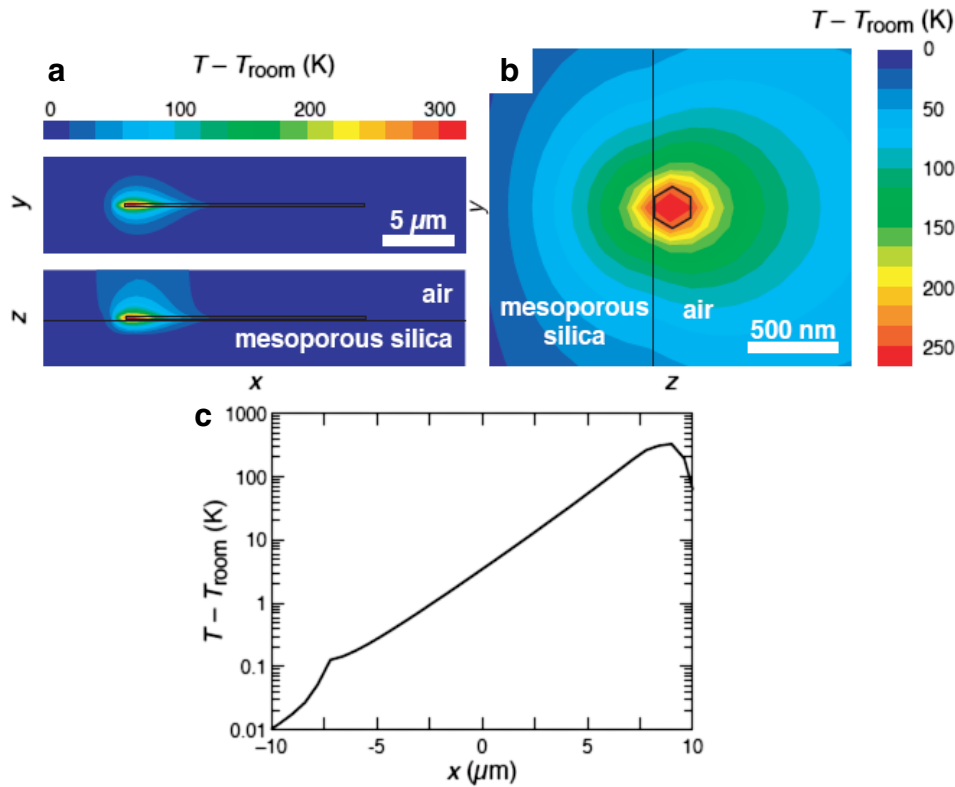 a
T – Troom (K)
0 100 200 300
y
5 µm
z
air
mesoporous silica
x
b
T – Troom (K)
y
mesoporous
silica
air
500 nm
z
0
50
100
150
200
250
c
T – Troom (K)
1000
100
10
1
0.1
0.01
–10 -5 0 5 10
x (µm)